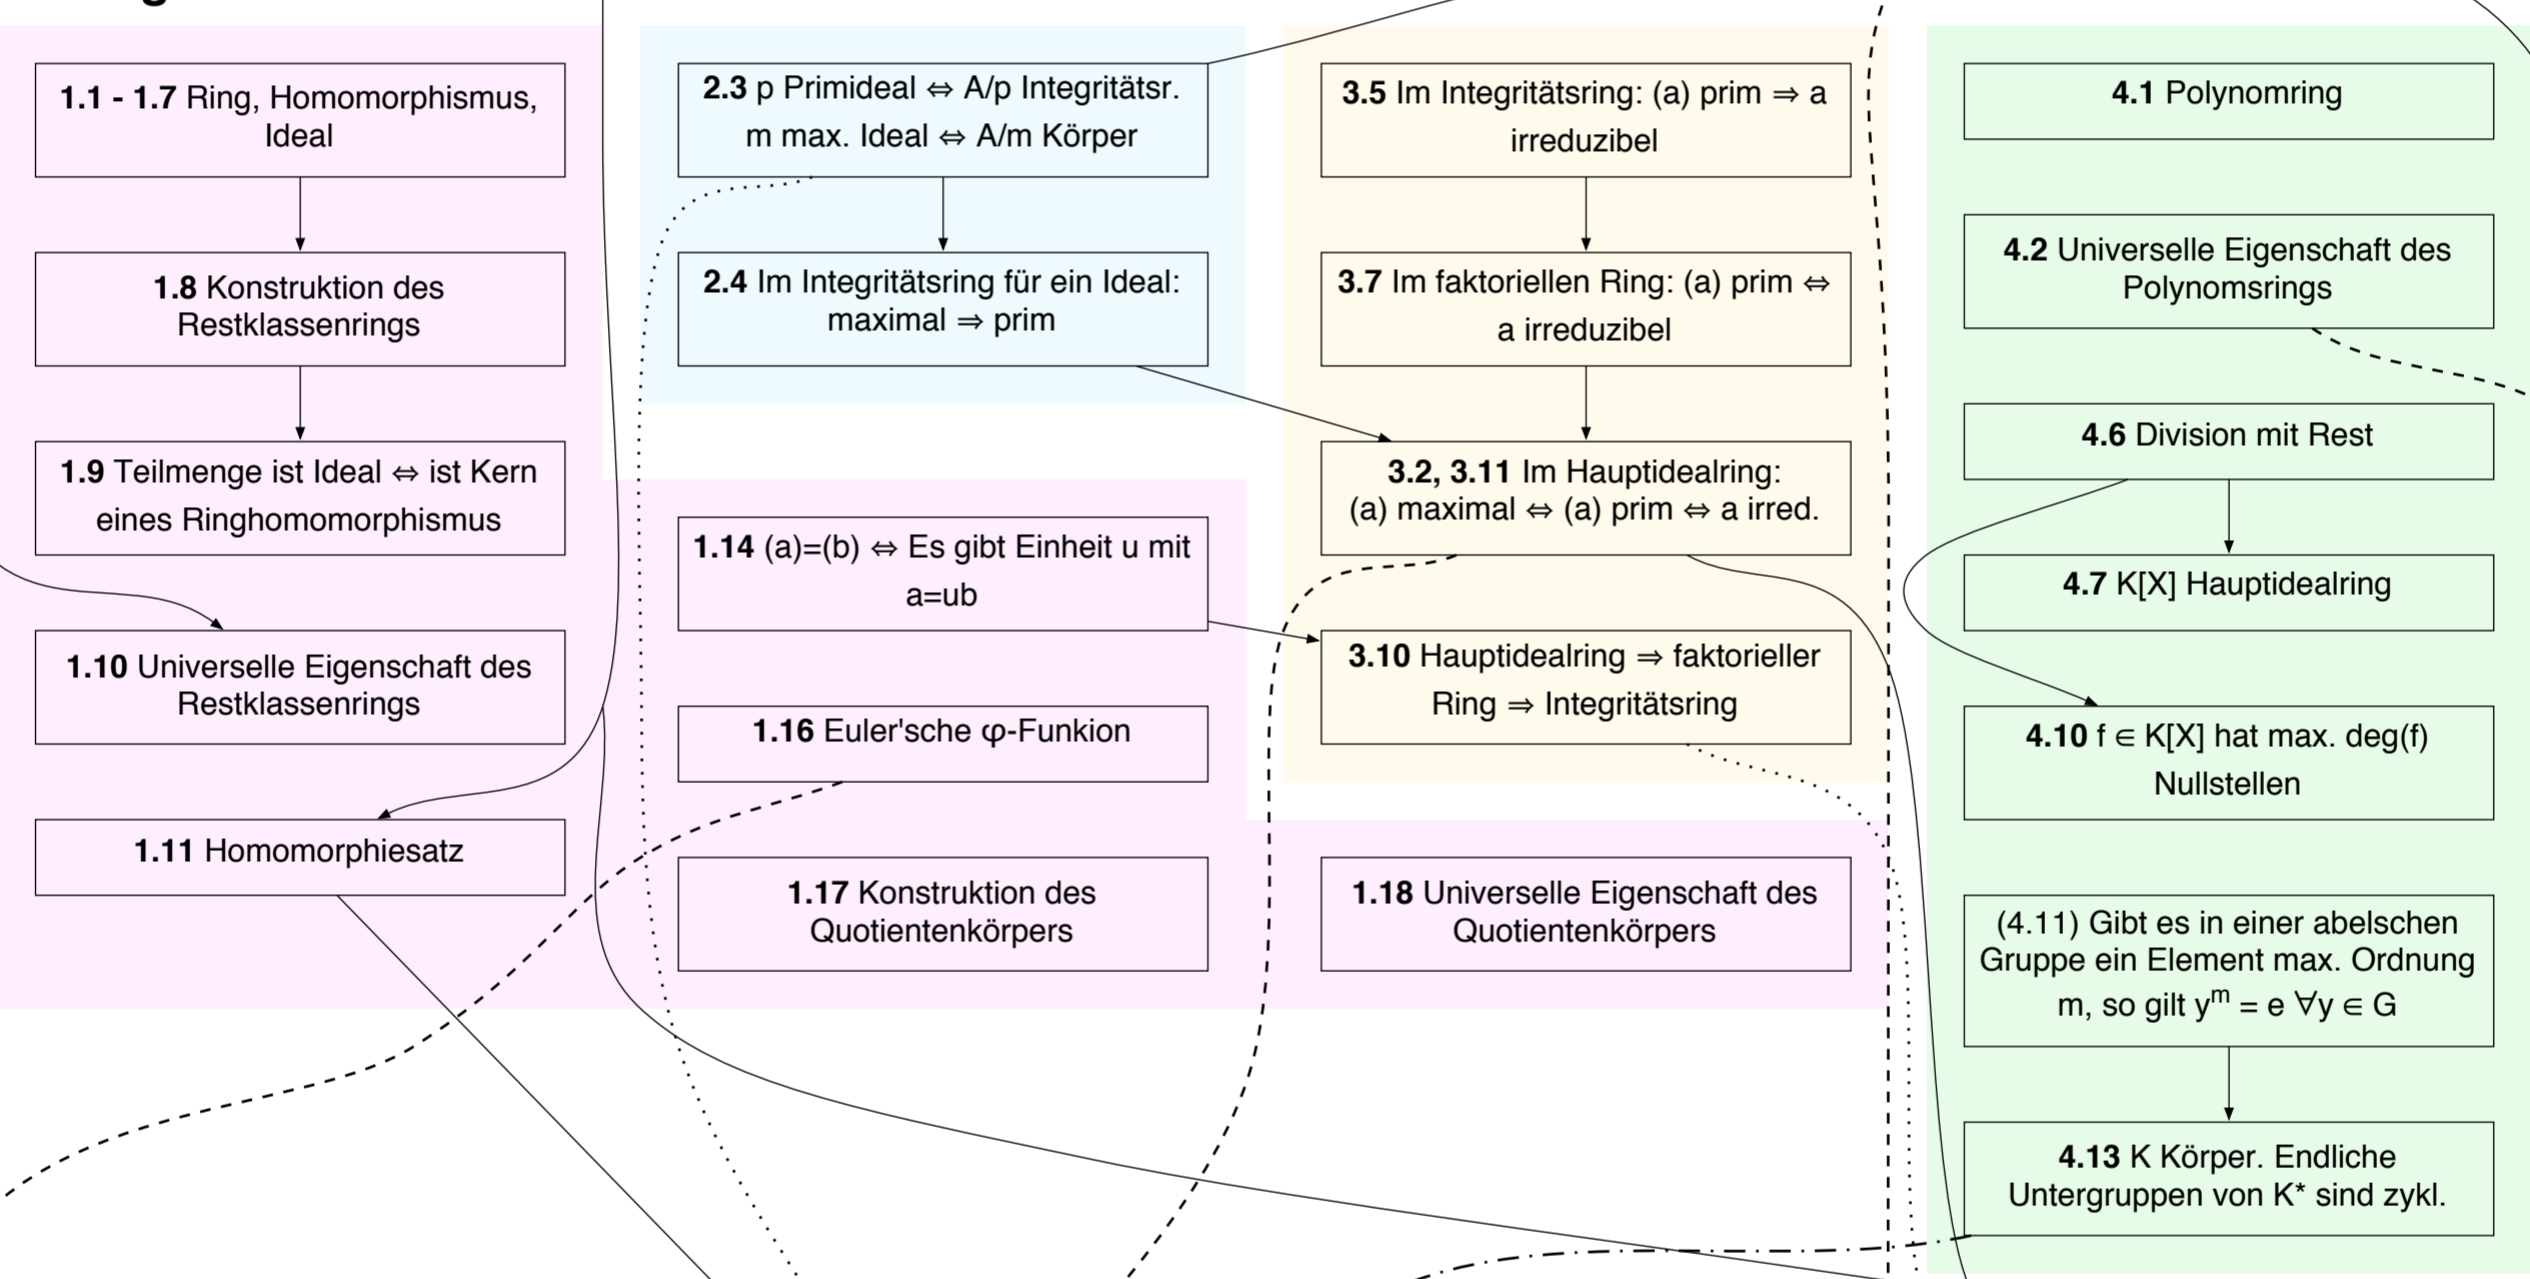 1.1 - 1.7 Ring, Homomorphismus,
Ideal
1.8 Konstruktion des
Restklassenrings
1.9 Teilmenge ist Ideal ⇔ ist Kern
eines Ringhomomorphismus
1.10 Universelle Eigenschaft des
Restklassenrings
1.11 Homomorphiesatz
2.3 p Primideal ⇔ A/p Integritätsr.
m max. Ideal ⇔ A/m Körper
2.4 Im Integritätsring für ein Ideal:
maximal ⇒ prim
1.14 (a)=(b) ⇔ Es gibt Einheit u mit
a=ub
1.16 Euler'sche φ-Funkion
1.17 Konstruktion des
Quotientenkörpers
3.5 Im Integritätsring: (a) prim ⇒ a
irreduzibel
3.7 Im faktoriellen Ring: (a) prim ⇔
a irreduzibel
3.2, 3.11 Im Hauptidealring:
(a) maximal ⇔ (a) prim ⇔ a irred.
3.10 Hauptidealring ⇒ faktorieller
Ring ⇒ Integritätsring
1.18 Universelle Eigenschaft des
Quotientenkörpers
4.1 Polynomring
4.2 Universelle Eigenschaft des
Polynomsrings
4.6 Division mit Rest
4.7 K[X] Hauptidealring
4.10 f ∈ K[X] hat max. deg(f)
Nullstellen
(4.11) Gibt es in einer abelschen
Gruppe ein Element max. Ordnung
m, so gilt y^m = e ∀y ∈ G
4.13 K Körper. Endliche
Untergruppen von K* sind zykl.